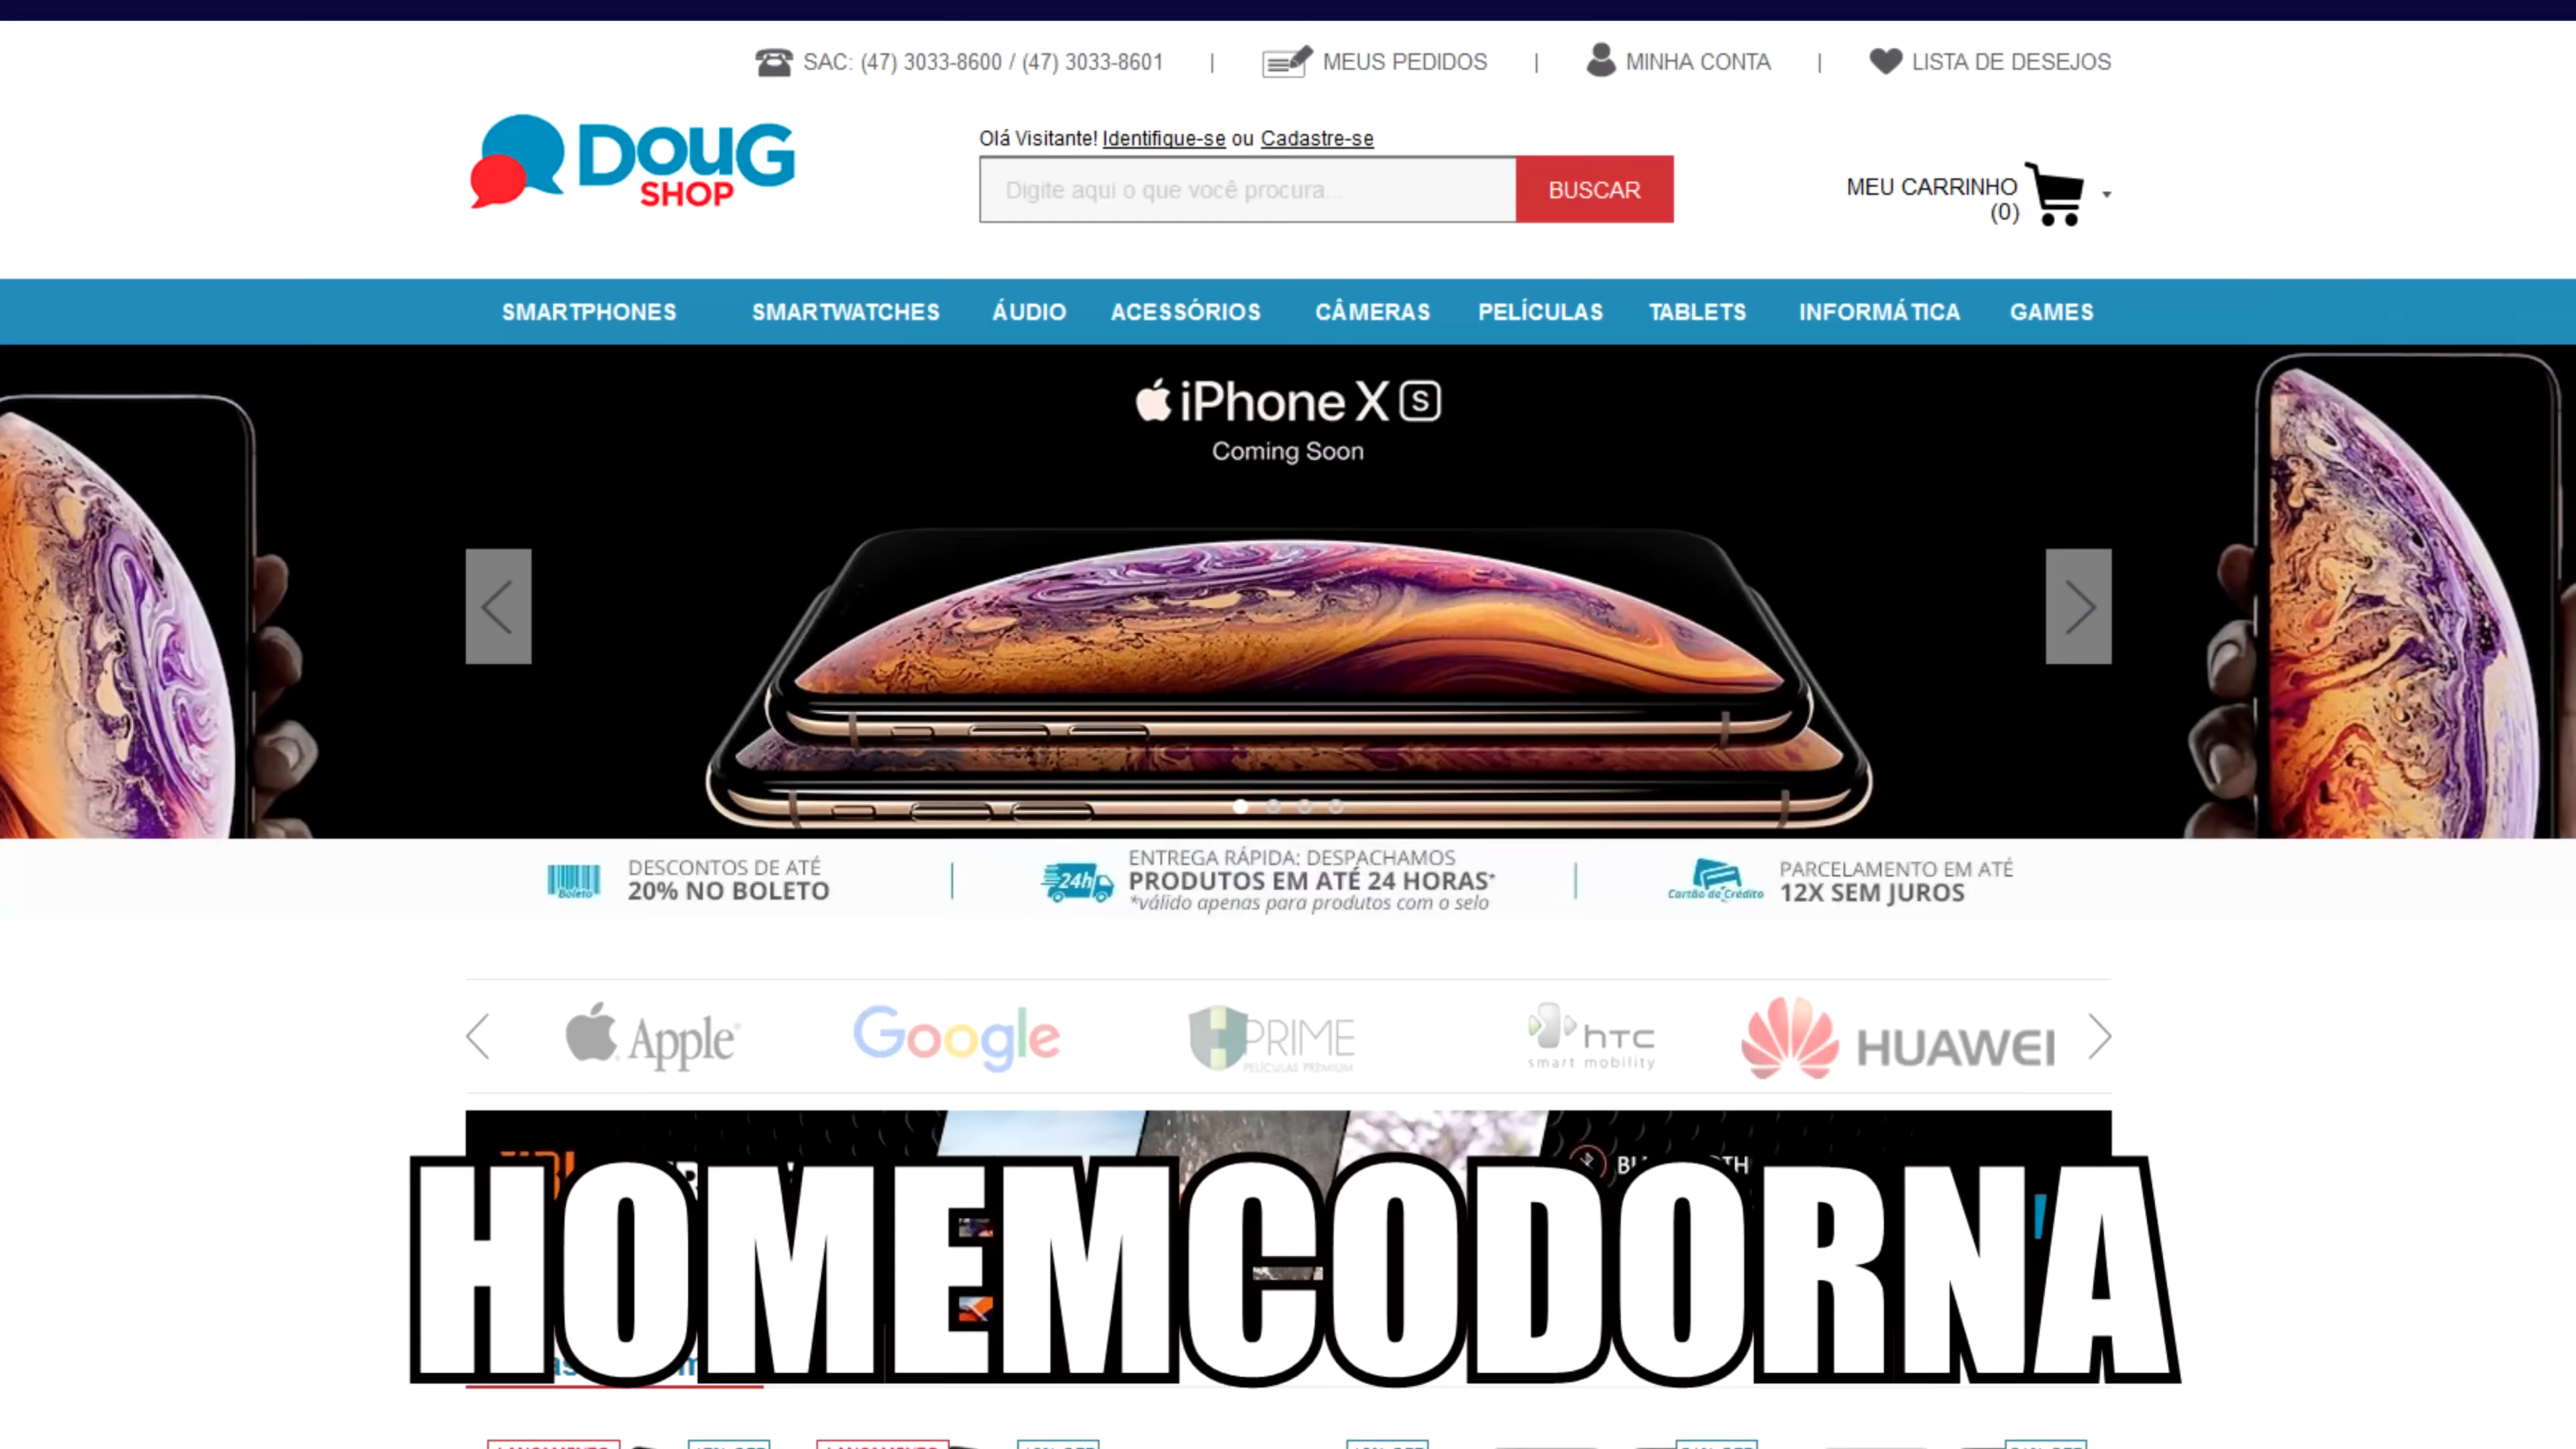 SAC: (47) 3033-8600 / (47) 3033-8601 | MEUS PEDIDOS | MINHA CONTA | LISTA DE DESEJOS
DOUG
SHOP
Olá Visitante! Identifique-se ou Cadastre-se
Digite aqui o que você procura...
BUSCAR
MEU CARRINHO
(0)
SMARTPHONES SMARTWATCHES ÁUDIO ACESSÓRIOS CÂMERAS PELÍCULAS TABLETS INFORMÁTICA GAMES
iPhone XS
Coming Soon
Boleto
DESCONTOS DE ATÉ
20% NO BOLETO
24h
ENTREGA RÁPIDA: DESPACHAMOS
PRODUTOS EM ATÉ 24 HORAS*
*válido apenas para produtos com o selo
Cartão de Crédito
PARCELAMENTO EM ATÉ
12X SEM JUROS
Apple
Google
HPRIME
PELÍCULAS PREMIUM
hTC
smart mobility
HUAWEI
HOMEMCODORNA